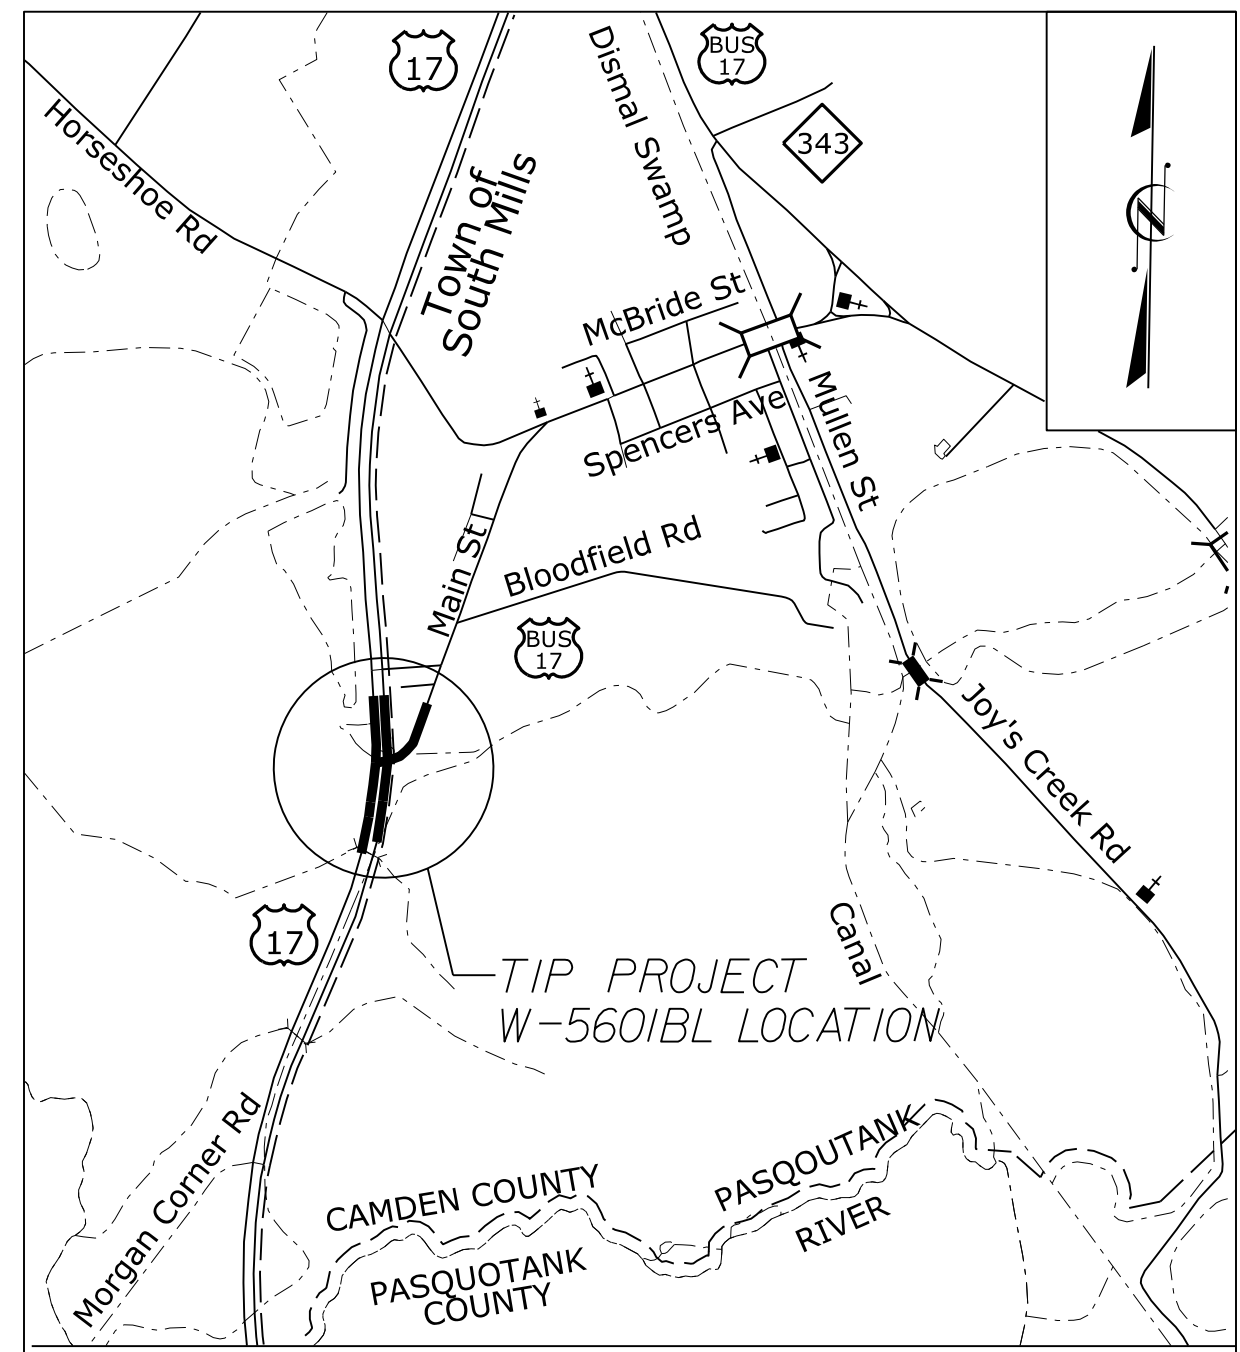 17
BUS
17
Dismal Swamp
Horseshoe Rd
343
Town of
South Mills
McBride St
Mullen St
Spencers Ave
Main St
Bloodfield Rd
BUS
17
Joy's Creek Rd
17
Canal
TIP PROJECT
W-5601BL LOCATION
Morgan Corner Rd
CAMDEN COUNTY
PASQOUTANK
RIVER
PASQUOTANK
COUNTY
N